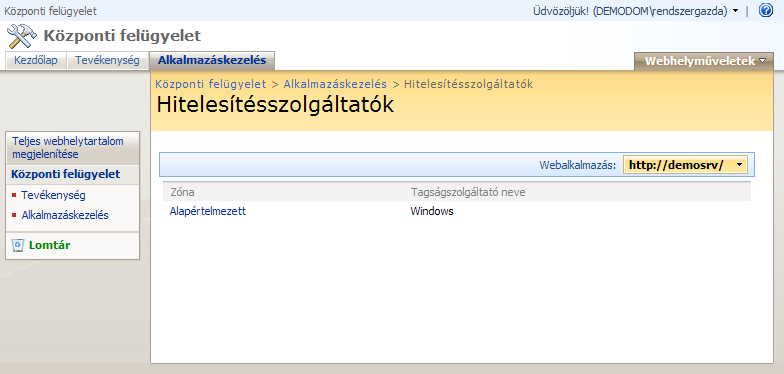 Központi felügyelet
Üdvözöljük! (DEMODOM\rendszergazda)
Központi felügyelet
Kezdőlap Tevékenység Alkalmazáskezelés
Webhelyműveletek
Központi felügyelet > Alkalmazáskezelés > Hitelesítésszolgáltatók
Hitelesítésszolgáltatók
Teljes webhelytartalom
megjelenítése
Központi felügyelet
Tevékenység
Alkalmazáskezelés
Lomtár
Webalkalmazás: http://demosrv/
Zóna Tagságszolgáltató neve
Alapértelmezett Windows